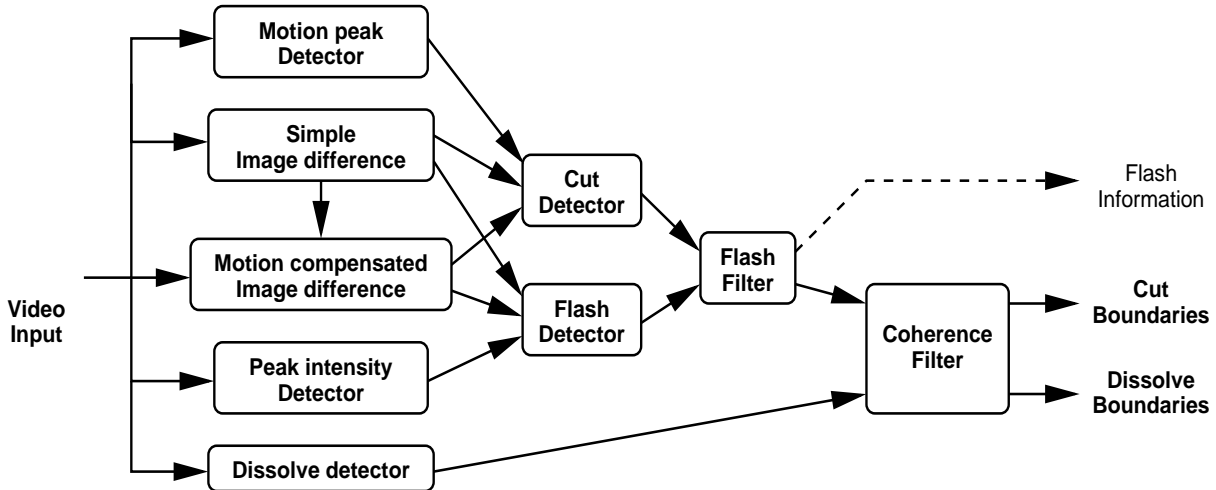 Motion peak
Detector
Simple
Image difference
Motion compensated
Image difference
Peak intensity
Detector
Dissolve detector
Video
Input
Cut
Detector
Flash
Detector
Flash
Filter
Coherence
Filter
Flash
Information
Cut
Boundaries
Dissolve
Boundaries